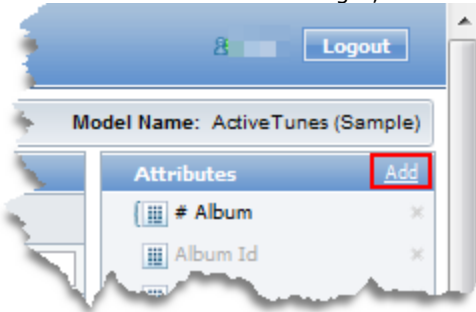 Logout
Model Name: ActiveTunes (Sample)
Attributes Add
# Album
Album Id